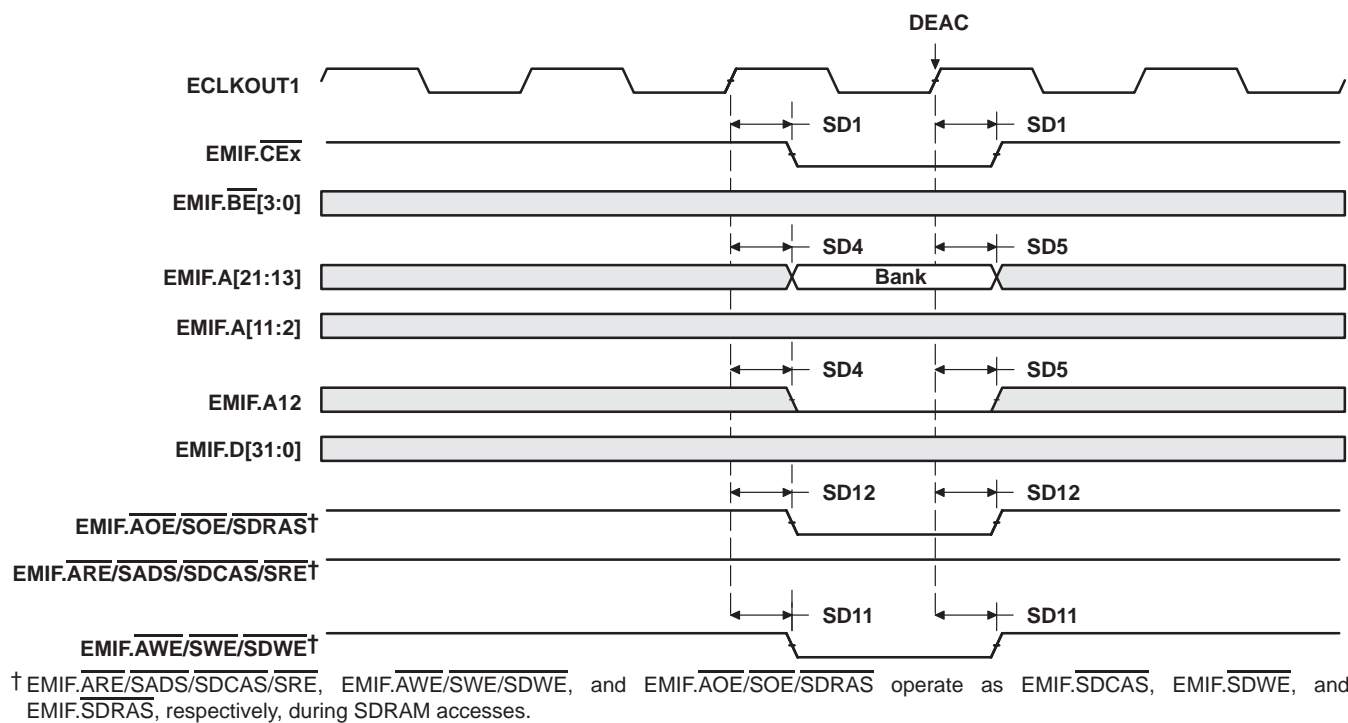 DEAC
ECLKOUT1
SD1 SD1
EMIF.CEx
EMIF.BE[3:0]
SD4 SD5
EMIF.A[21:13] Bank
EMIF.A[11:2]
SD4 SD5
EMIF.A12
EMIF.D[31:0]
SD12 SD12
EMIF.AOE/SOE/SDRAS†
EMIF.ARE/SADS/SDCAS/SRE†
SD11 SD11
EMIF.AWE/SWE/SDWE†
† EMIF.ARE/SADS/SDCAS/SRE, EMIF.AWE/SWE/SDWE, and EMIF.AOE/SOE/SDRAS operate as EMIF.SDCAS, EMIF.SDWE, and
EMIF.SDRAS, respectively, during SDRAM accesses.